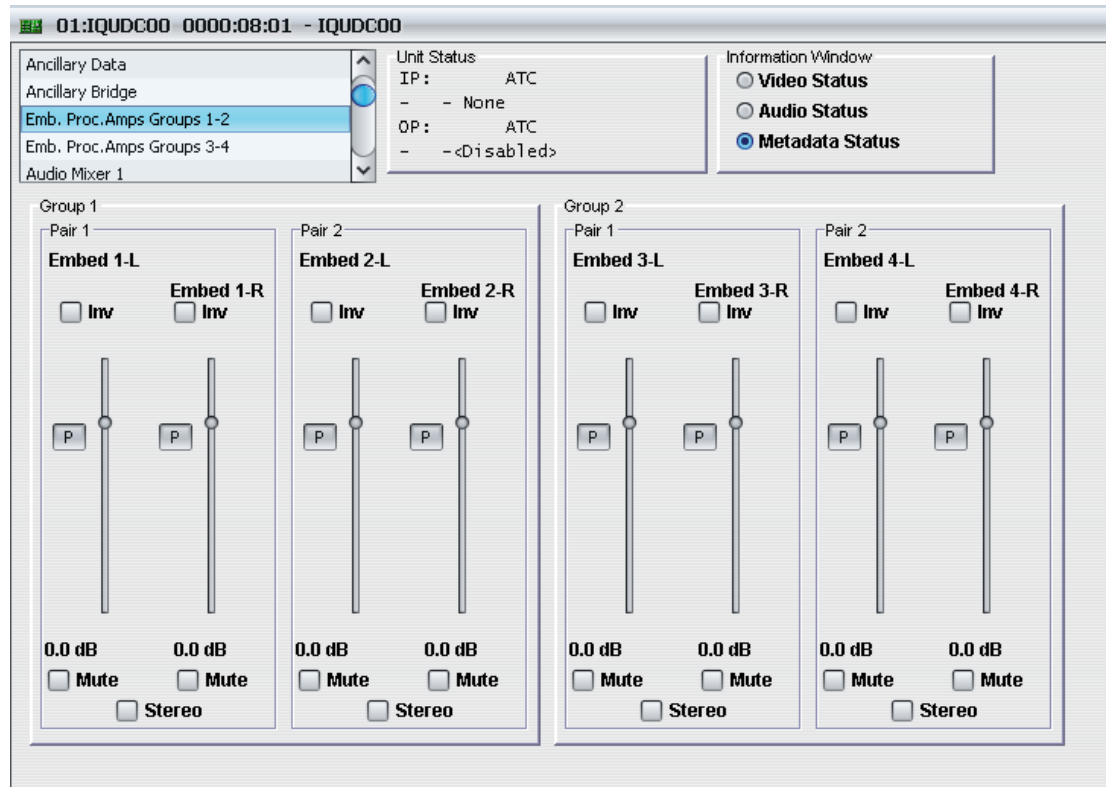 01:IQUDC00 0000:08:01 - IQUDC00
Ancillary Data
Ancillary Bridge
Emb. Proc.Amps Groups 1-2
Emb. Proc.Amps Groups 3-4
Audio Mixer 1
Unit Status
IP: ATC
- - None
OP: ATC
- -<Disabled>
Information Window
Video Status
Audio Status
Metadata Status
Group 1
Pair 1
Embed 1-L
Embed 1-R
Inv Inv
P P
0.0 dB 0.0 dB
Mute Mute
Stereo
Pair 2
Embed 2-L
Embed 2-R
Inv Inv
P P
0.0 dB 0.0 dB
Mute Mute
Stereo
Group 2
Pair 1
Embed 3-L
Embed 3-R
Inv Inv
P P
0.0 dB 0.0 dB
Mute Mute
Stereo
Pair 2
Embed 4-L
Embed 4-R
Inv Inv
P P
0.0 dB 0.0 dB
Mute Mute
Stereo